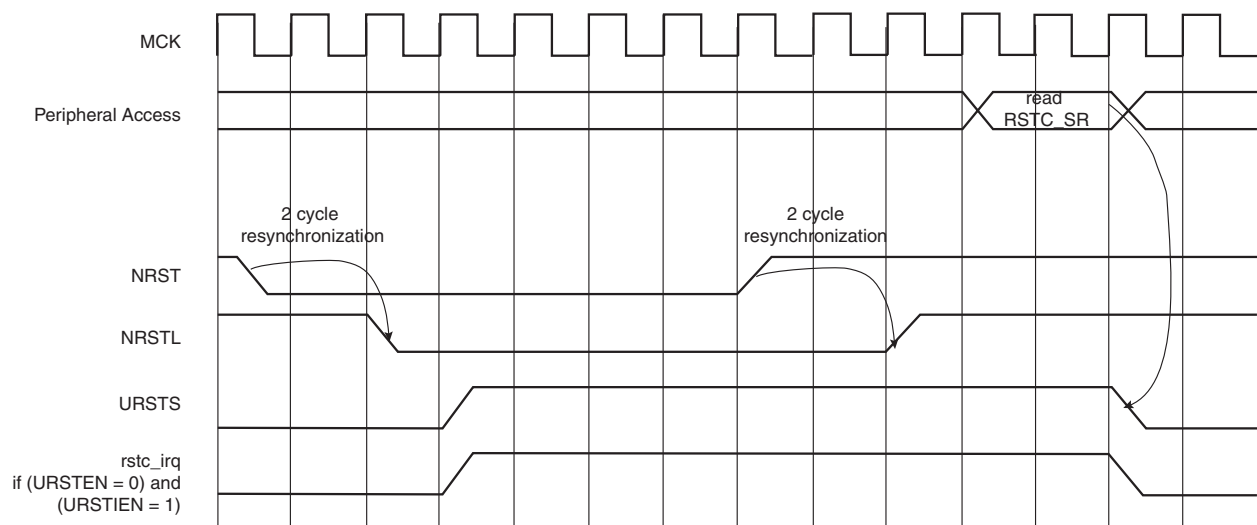 MCK
Peripheral Access
read
RSTC_SR
2 cycle
resynchronization
2 cycle
resynchronization
NRST
NRSTL
URSTS
rstc_irq
if (URSTEN = 0) and
(URSTIEN = 1)